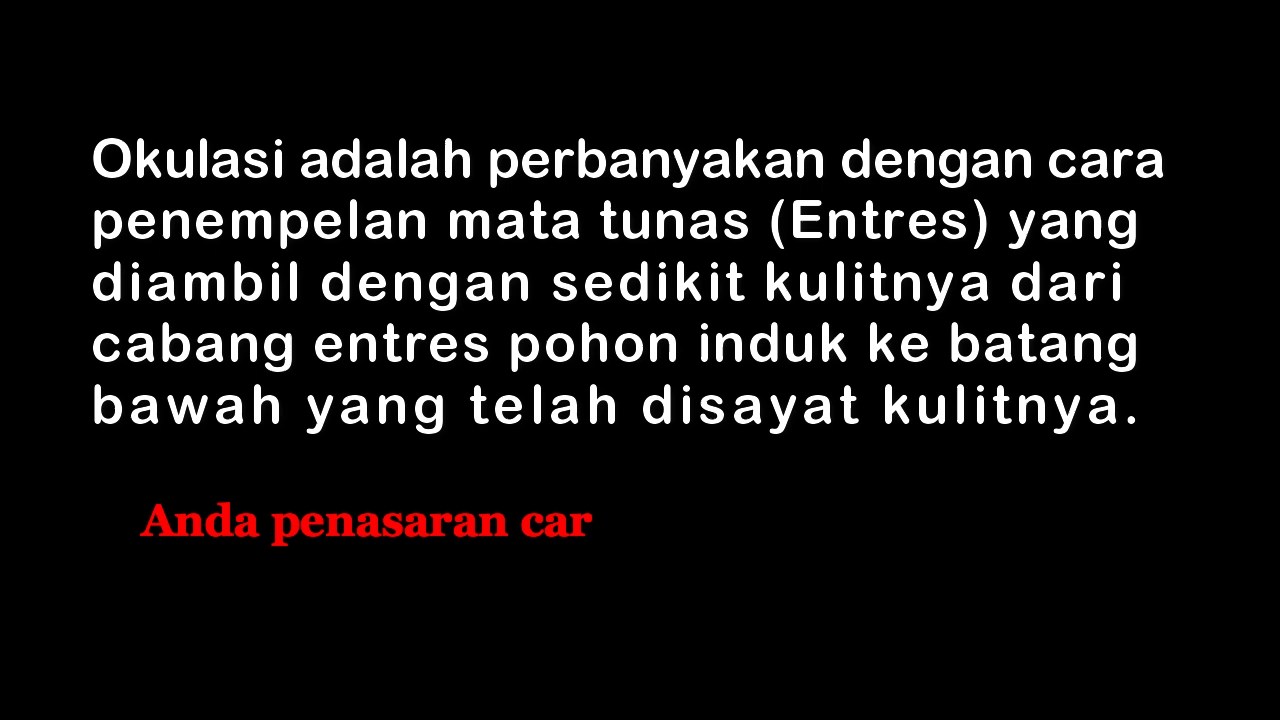 Okulasi adalah perbanyakan dengan cara
penempelan mata tunas (Entres) yang
diambil dengan sedikit kulitnya dari
cabang entres pohon induk ke batang
bawah yang telah disayat kulitnya.
Anda penasaran car